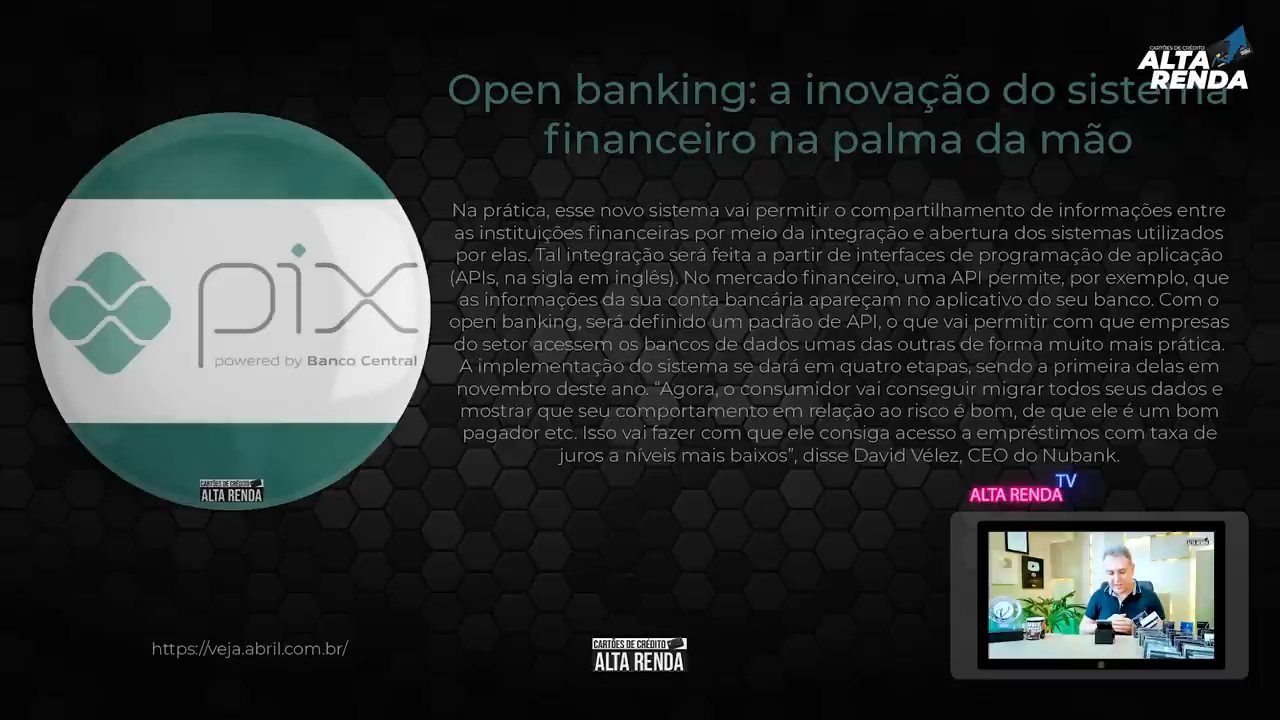 CARTÕES DE CRÉDITO
ALTA
RENDA
Open banking: a inovação do sistema
financeiro na palma da mão
Na prática, esse novo sistema vai permitir o compartilhamento de informações entre
as instituições financeiras por meio da integração e abertura dos sistemas utilizados
por elas. Tal integração será feita a partir de interfaces de programação de aplicação
(APIs, na sigla em inglês). No mercado financeiro, uma API permite, por exemplo, que
as informações da sua conta bancária apareçam no aplicativo do seu banco. Com o
open banking, será definido um padrão de API, o que vai permitir com que empresas
do setor acessem os bancos de dados umas das outras de forma muito mais prática.
A implementação do sistema se dará em quatro etapas, sendo a primeira delas em
novembro deste ano. “Agora, o consumidor vai conseguir migrar todos seus dados e
mostrar que seu comportamento em relação ao risco é bom, de que ele é um bom
pagador etc. Isso vai fazer com que ele consiga acesso a empréstimos com taxa de
juros a níveis mais baixos”, disse David Vélez, CEO do Nubank.
pix
powered by Banco Central
CARTÕES DE CRÉDITO
ALTA RENDA
TV
ALTA RENDA
https://veja.abril.com.br/
CARTÕES DE CRÉDITO
ALTA RENDA